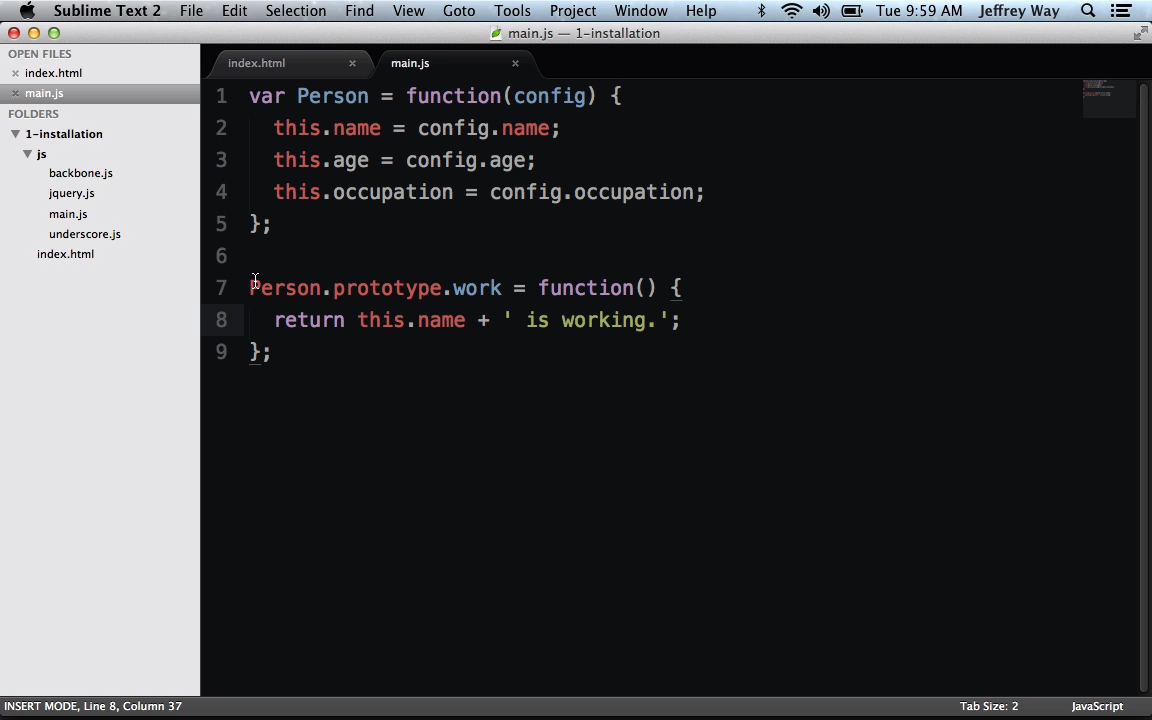 Sublime Text 2 File Edit Selection Find View Goto Tools Project Window Help Tue 9:59 AM Jeffrey Way
main.js — 1-installation
OPEN FILES
index.html
main.js
FOLDERS
1-installation
js
backbone.js
jquery.js
main.js
underscore.js
index.html
index.html main.js
1 var Person = function(config) {
2 this.name = config.name;
3 this.age = config.age;
4 this.occupation = config.occupation;
5 };
6
7 Person.prototype.work = function() {
8 return this.name + ' is working.';
9 };
INSERT MODE, Line 8, Column 37 Tab Size: 2 JavaScript